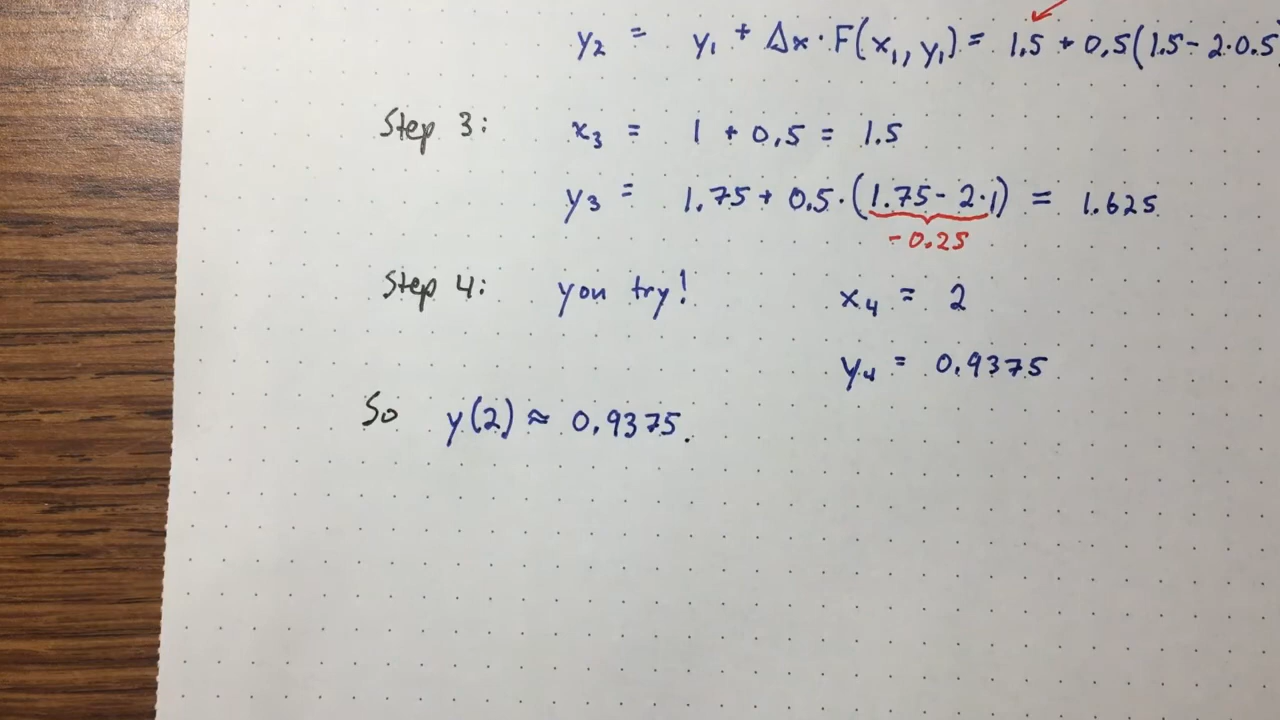 y₂ = y₁ + Δx · F(x₁, y₁) = 1.5 + 0.5(1.5 - 2·0.5)
Step 3: x₃ = 1 + 0.5 = 1.5
y₃ = 1.75 + 0.5 · (1.75 - 2·1) = 1.625
-0.25
Step 4: you try! x₄ = 2
y₄ = 0.9375
So y(2) ≈ 0.9375.